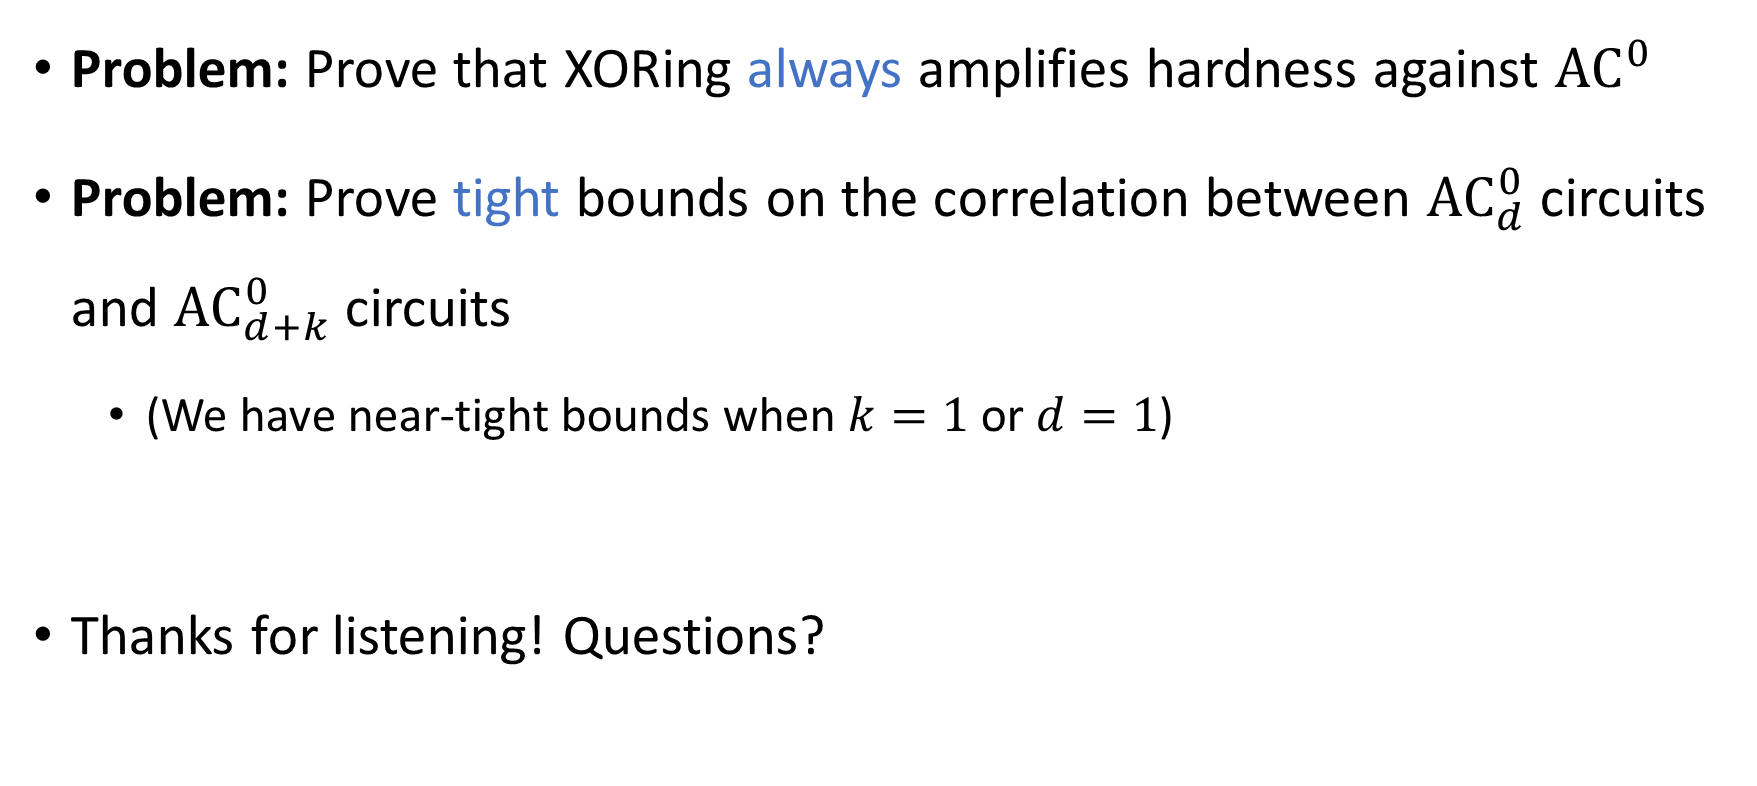 • Problem: Prove that XORing always amplifies hardness against AC⁰
• Problem: Prove tight bounds on the correlation between AC⁰_d circuits
and AC⁰_{d+k} circuits
• (We have near-tight bounds when k = 1 or d = 1)
• Thanks for listening! Questions?